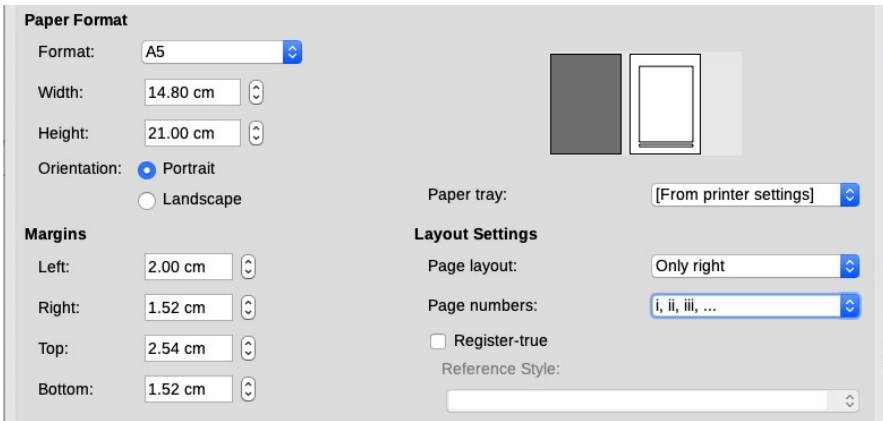 Paper Format
Format: A5
Width: 14.80 cm
Height: 21.00 cm
Orientation: Portrait
Landscape
Paper tray: [From printer settings]
Margins
Left: 2.00 cm
Right: 1.52 cm
Top: 2.54 cm
Bottom: 1.52 cm
Layout Settings
Page layout: Only right
Page numbers: i, ii, iii, ...
Register-true
Reference Style: